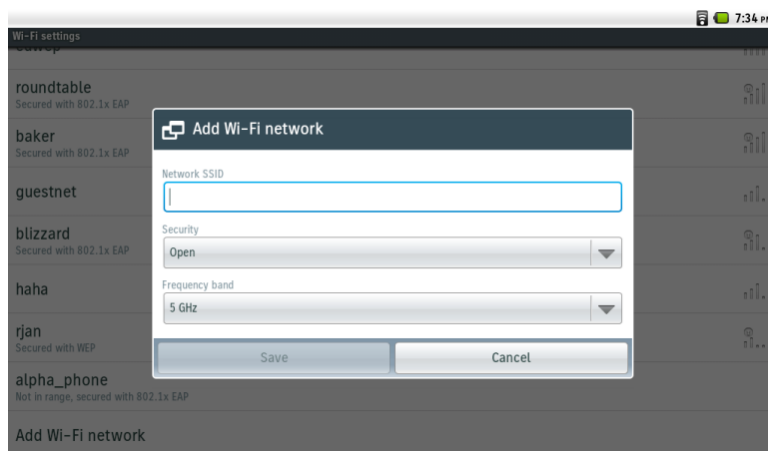 7:34 PM
Wi-Fi settings
roundtable
Secured with 802.1x EAP
baker
Secured with 802.1x EAP
guestnet
blizzard
Secured with 802.1x EAP
haha
rjan
Secured with WEP
alpha_phone
Not in range, secured with 802.1x EAP
Add Wi-Fi network
Add Wi-Fi network
Network SSID
Security
Open
Frequency band
5 GHz
Save
Cancel